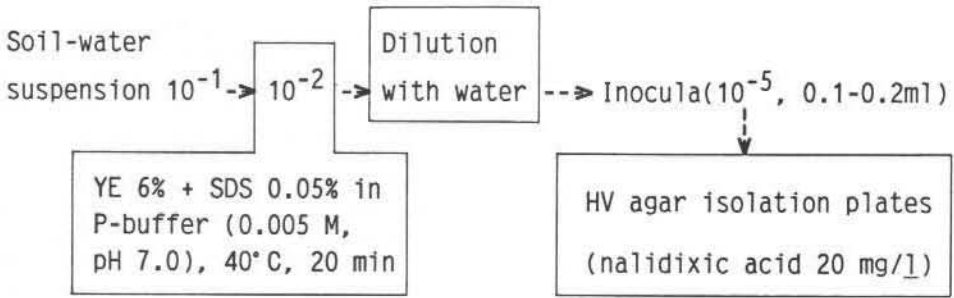 Soil-water
suspension 10⁻¹
10⁻²
Dilution
with water
Inocula(10⁻⁵, 0.1-0.2ml)
YE 6% + SDS 0.05% in
P-buffer (0.005 M,
pH 7.0), 40°C, 20 min
HV agar isolation plates
(nalidixic acid 20 mg/l)